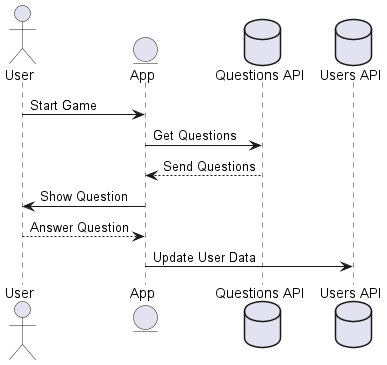 User
App
Questions API
Users API
Start Game
Get Questions
Send Questions
Show Question
Answer Question
Update User Data
User
App
Questions API
Users API